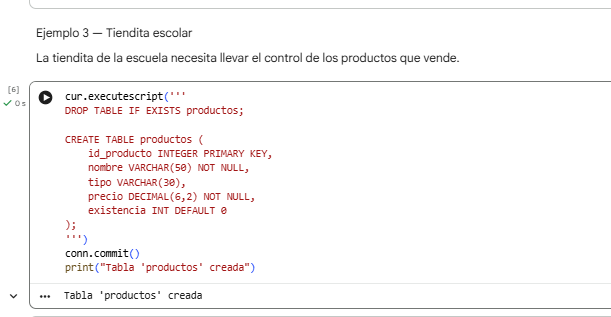 Ejemplo 3 — Tiendita escolar
La tiendita de la escuela necesita llevar el control de los productos que vende.
[6]
✓ 0 s
cur.executescript('''
DROP TABLE IF EXISTS productos;

CREATE TABLE productos (
    id_producto INTEGER PRIMARY KEY,
    nombre VARCHAR(50) NOT NULL,
    tipo VARCHAR(30),
    precio DECIMAL(6,2) NOT NULL,
    existencia INT DEFAULT 0
);
''')
conn.commit()
print("Tabla 'productos' creada")
Tabla 'productos' creada